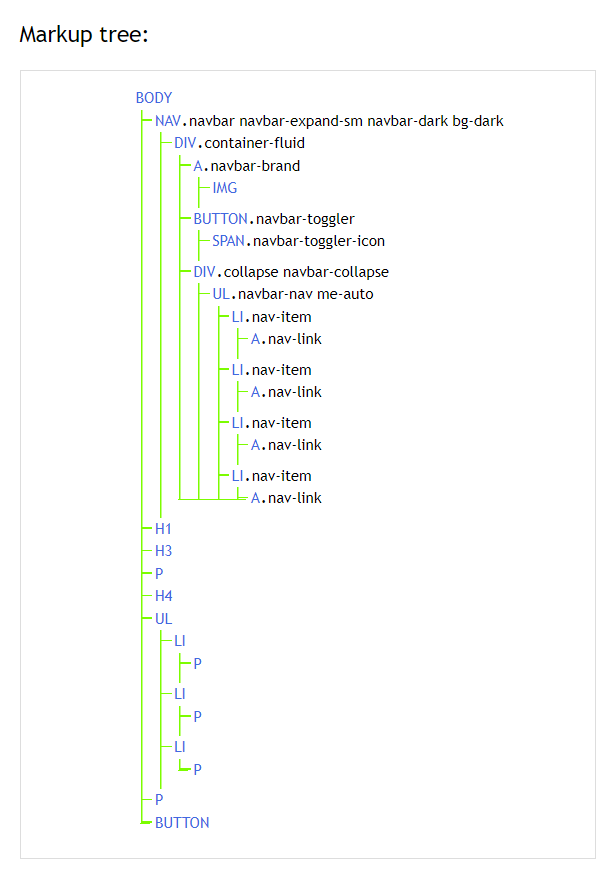 Markup tree:
BODY
NAV.navbar navbar-expand-sm navbar-dark bg-dark
DIV.container-fluid
A.navbar-brand
IMG
BUTTON.navbar-toggler
SPAN.navbar-toggler-icon
DIV.collapse navbar-collapse
UL.navbar-nav me-auto
LI.nav-item
A.nav-link
LI.nav-item
A.nav-link
LI.nav-item
A.nav-link
LI.nav-item
A.nav-link
H1
H3
P
H4
UL
LI
P
LI
P
LI
P
P
BUTTON